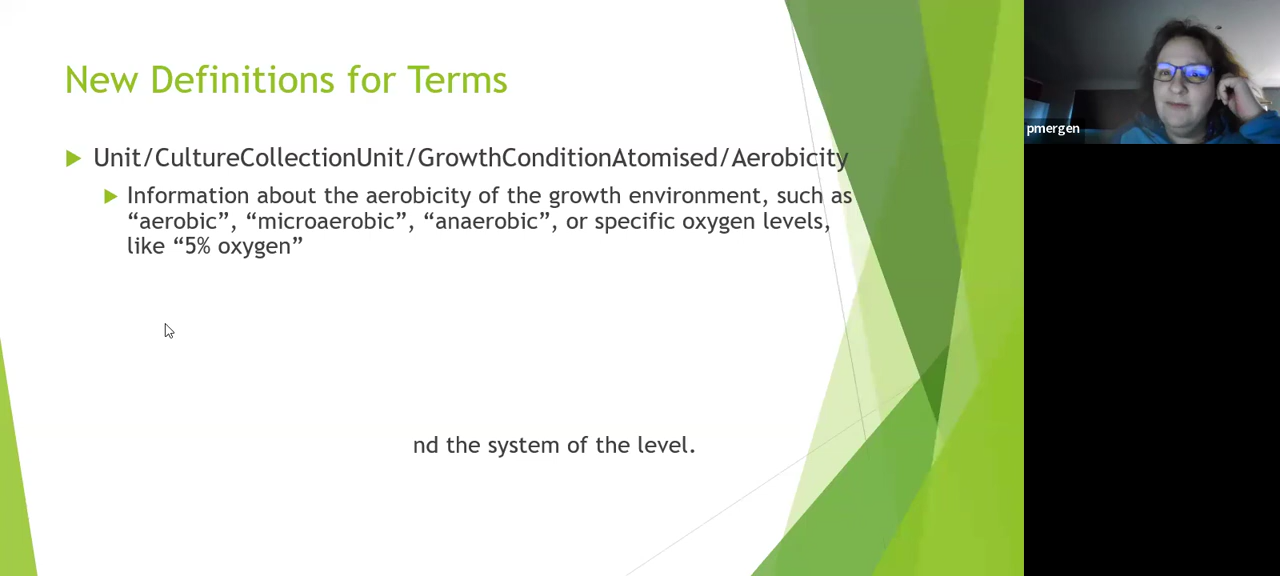 New Definitions for Terms
Unit/CultureCollectionUnit/GrowthConditionAtomised/Aerobicity
Information about the aerobicity of the growth environment, such as
“aerobic”, “microaerobic”, “anaerobic”, or specific oxygen levels,
like “5% oxygen”
nd the system of the level.
pmergen